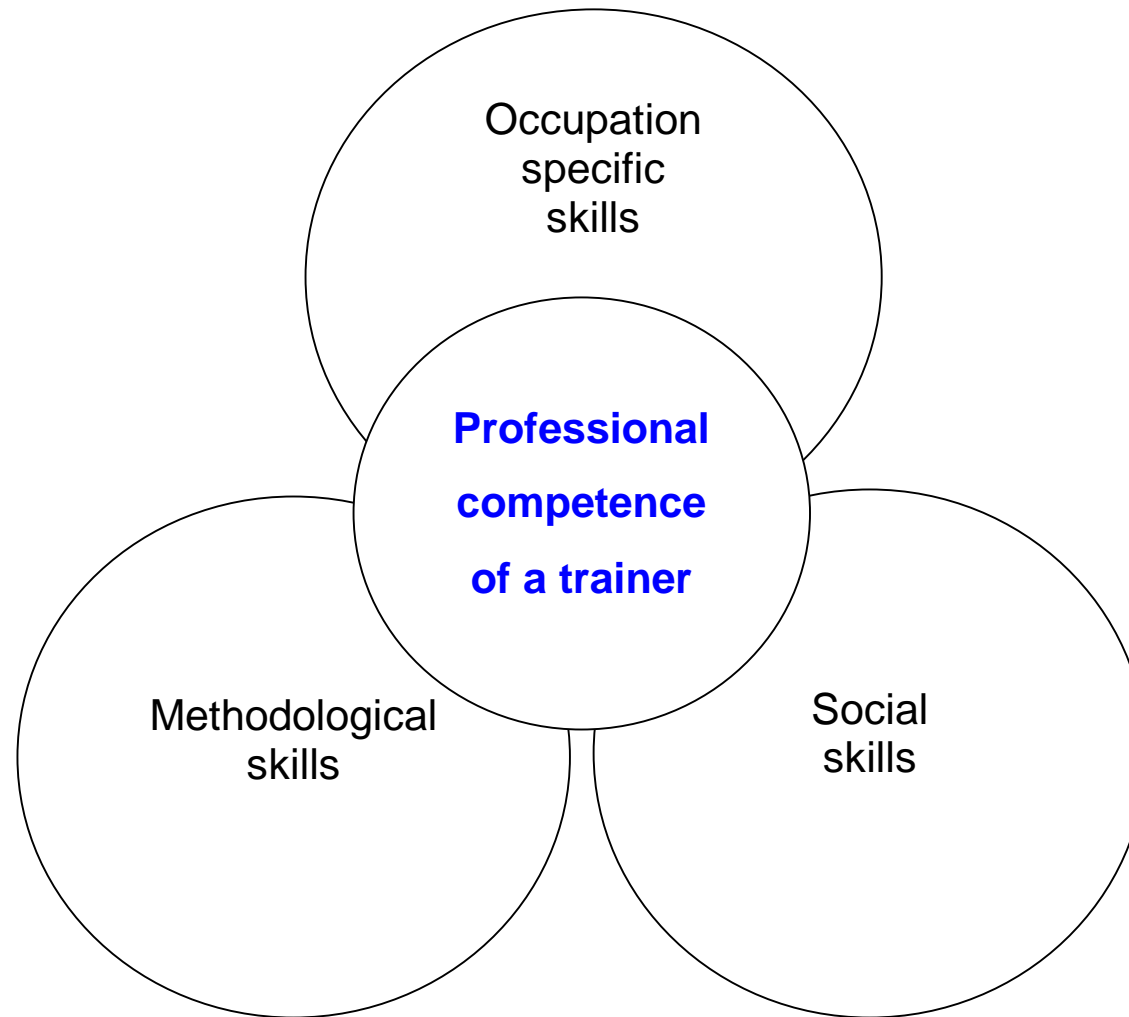 Occupation
specific
skills
Professional
competence
of a trainer
Methodological
skills
Social
skills